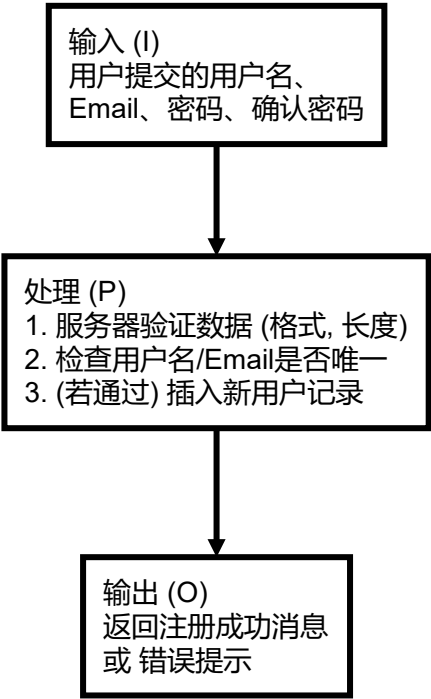 输入 (I)
用户提交的用户名、
Email、密码、确认密码
处理 (P)
1. 服务器验证数据 (格式, 长度)
2. 检查用户名/Email是否唯一
3. (若通过) 插入新用户记录
输出 (O)
返回注册成功消息
或 错误提示